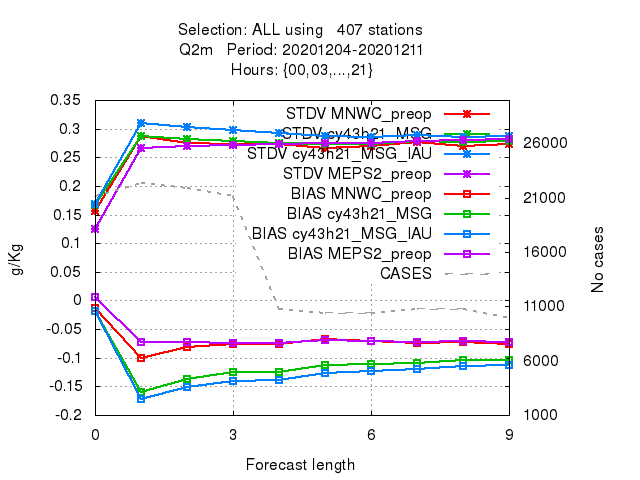 Selection: ALL using   407 stations
Q2m   Period: 20201204-20201211
Hours: {00,03,...,21}
STDV MNWC_preop
STDV cy43h21_MSG
STDV cy43h21_MSG_IAU
STDV MEPS2_preop
BIAS MNWC_preop
BIAS cy43h21_MSG
BIAS cy43h21_MSG_IAU
BIAS MEPS2_preop
CASES
g/Kg
0.35
0.3
0.25
0.2
0.15
0.1
0.05
0
-0.05
-0.1
-0.15
-0.2
26000
21000
16000
11000
6000
1000
No cases
0 3 6 9
Forecast length